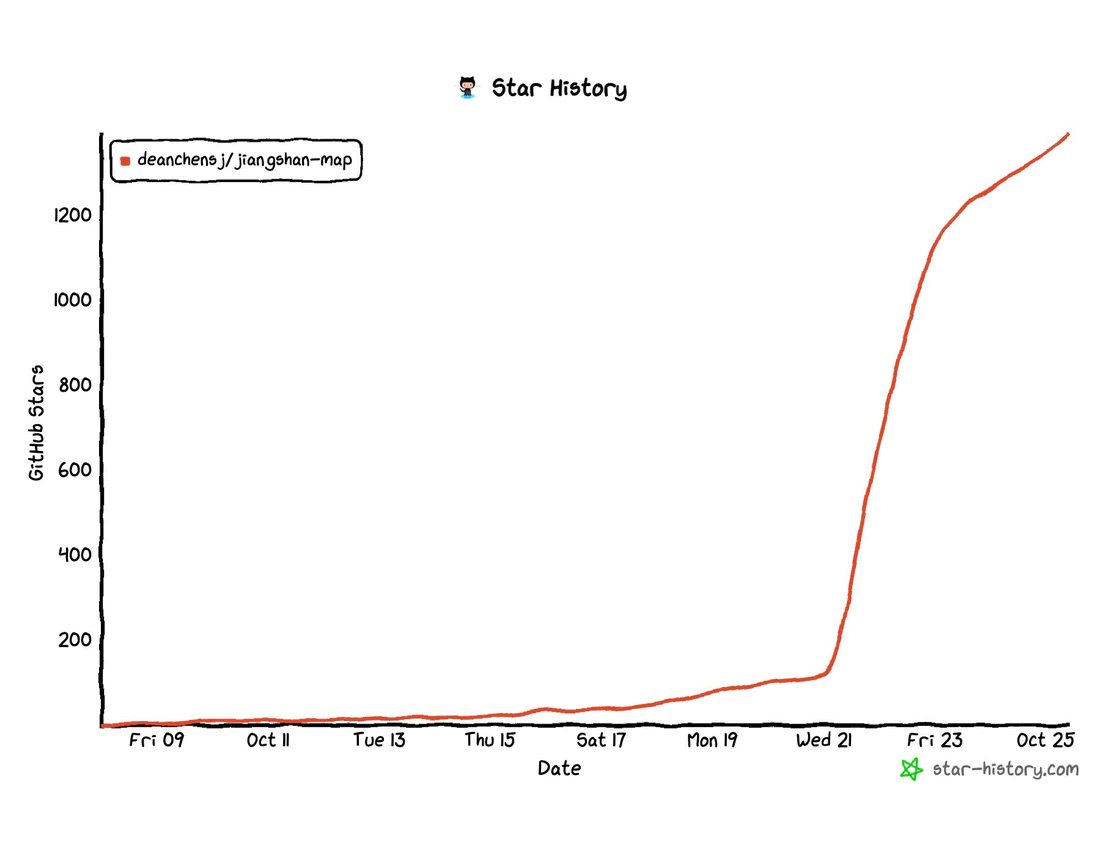 Star History
deanchensj/jiangshan-map
1200
1000
800
600
400
200
GitHub Stars
Fri 09 Oct 11 Tue 13 Thu 15 Sat 17 Mon 19 Wed 21 Fri 23 Oct 25
Date
star-history.com